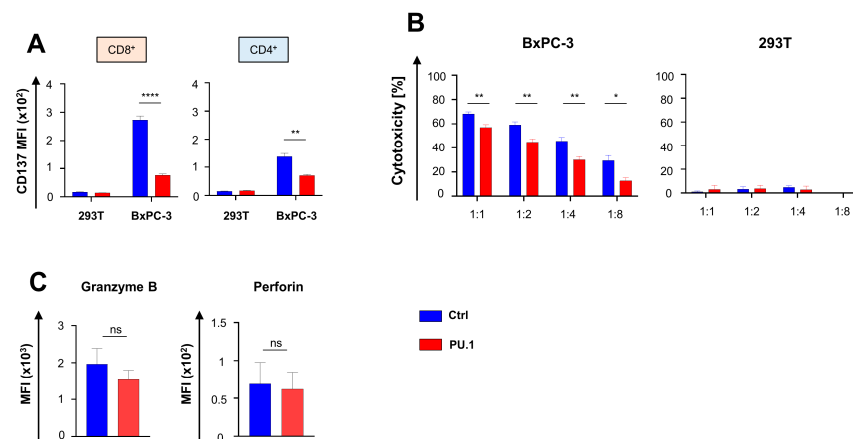 A
CD8+
CD4+
CD137 MFI (x10²)
4
3
2
1
0
****
293T
BxPC-3
4
3
2
1
0
**
293T
BxPC-3
B
BxPC-3
293T
Cytotoxicity [%]
100
80
60
40
20
0
**
**
**
*
1:1
1:2
1:4
1:8
100
80
60
40
20
0
1:1
1:2
1:4
1:8
C
Granzyme B
Perforin
MFI (x10³)
3
2
1
0
ns
MFI (x10²)
1.5
1
0.5
0
ns
Ctrl
PU.1